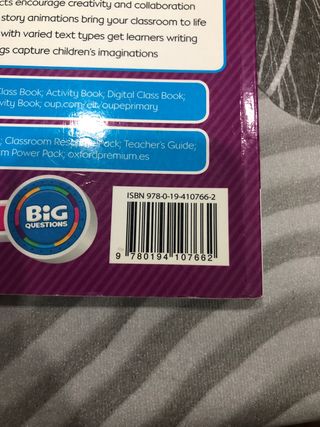 cts encourage creativity and collaboration
story animations bring your classroom to life
with varied text types get learners writing
gs capture children's imaginations
Class Book; Activity Book; Digital Class Book;
vity Book; oup.com/elt/oupeprimary
; Classroom Resource Pack; Teacher's Guide;
m Power Pack; oxfordpremium.es
BiG
QUESTIONS
ISBN 978-0-19-410766-2
9 780194 107662